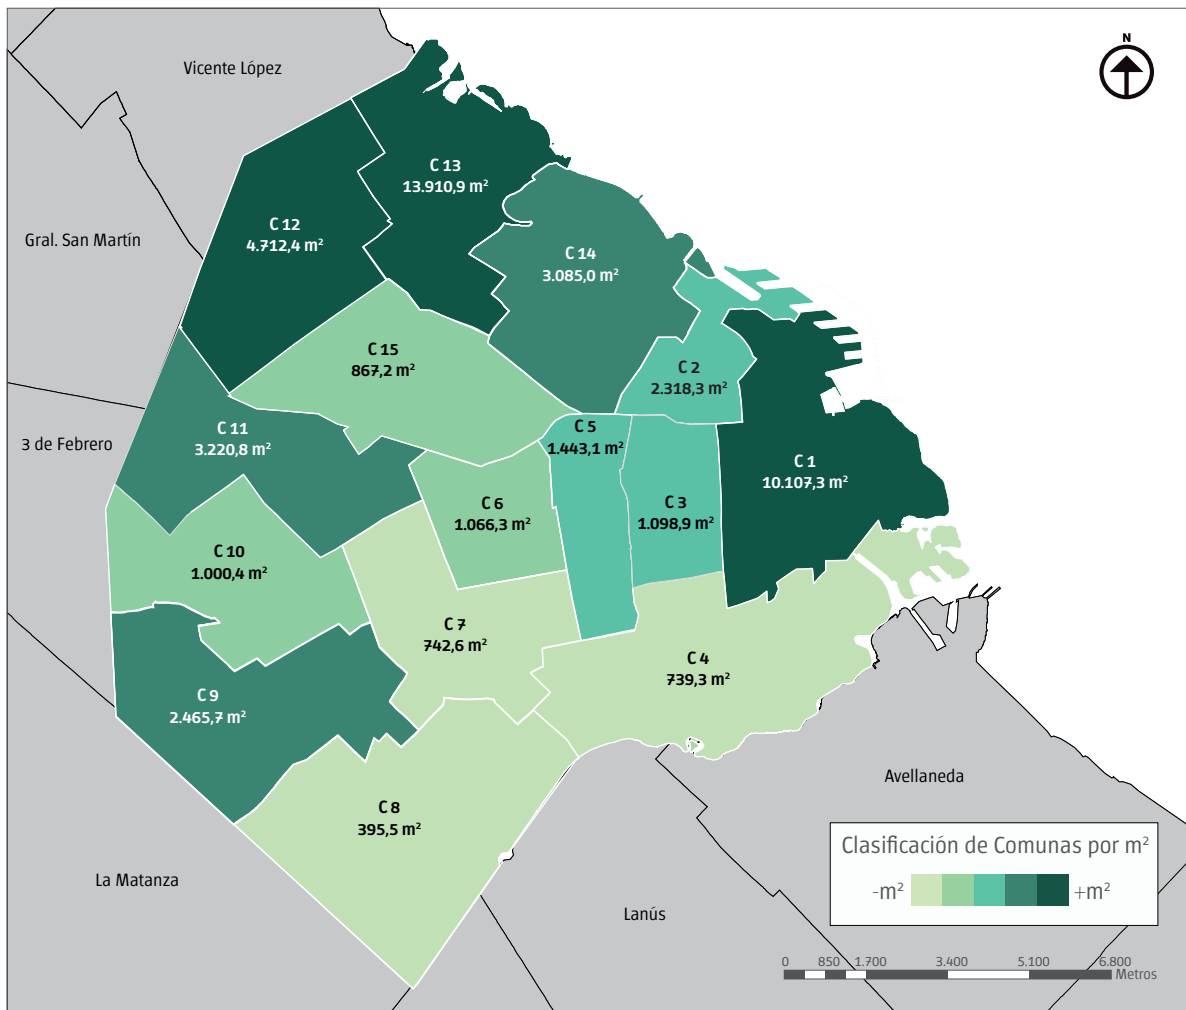 N
Vicente López
C 13
13.910,9 m²
C 12
4.712,4 m²
Gral. San Martín
C 14
3.085,0 m²
C 15
867,2 m²
C 2
2.318,3 m²
C 11
3.220,8 m²
3 de Febrero
C 5
1.443,1 m²
C 1
10.107,3 m²
C 6
1.066,3 m²
C 3
1.098,9 m²
C 10
1.000,4 m²
C 7
742,6 m²
C 4
739,3 m²
C 9
2.465,7 m²
Avellaneda
C 8
395,5 m²
Clasificación de Comunas por m²
-m² +m²
La Matanza
Lanús
0 850 1.700 3.400 5.100 6.800
Metros